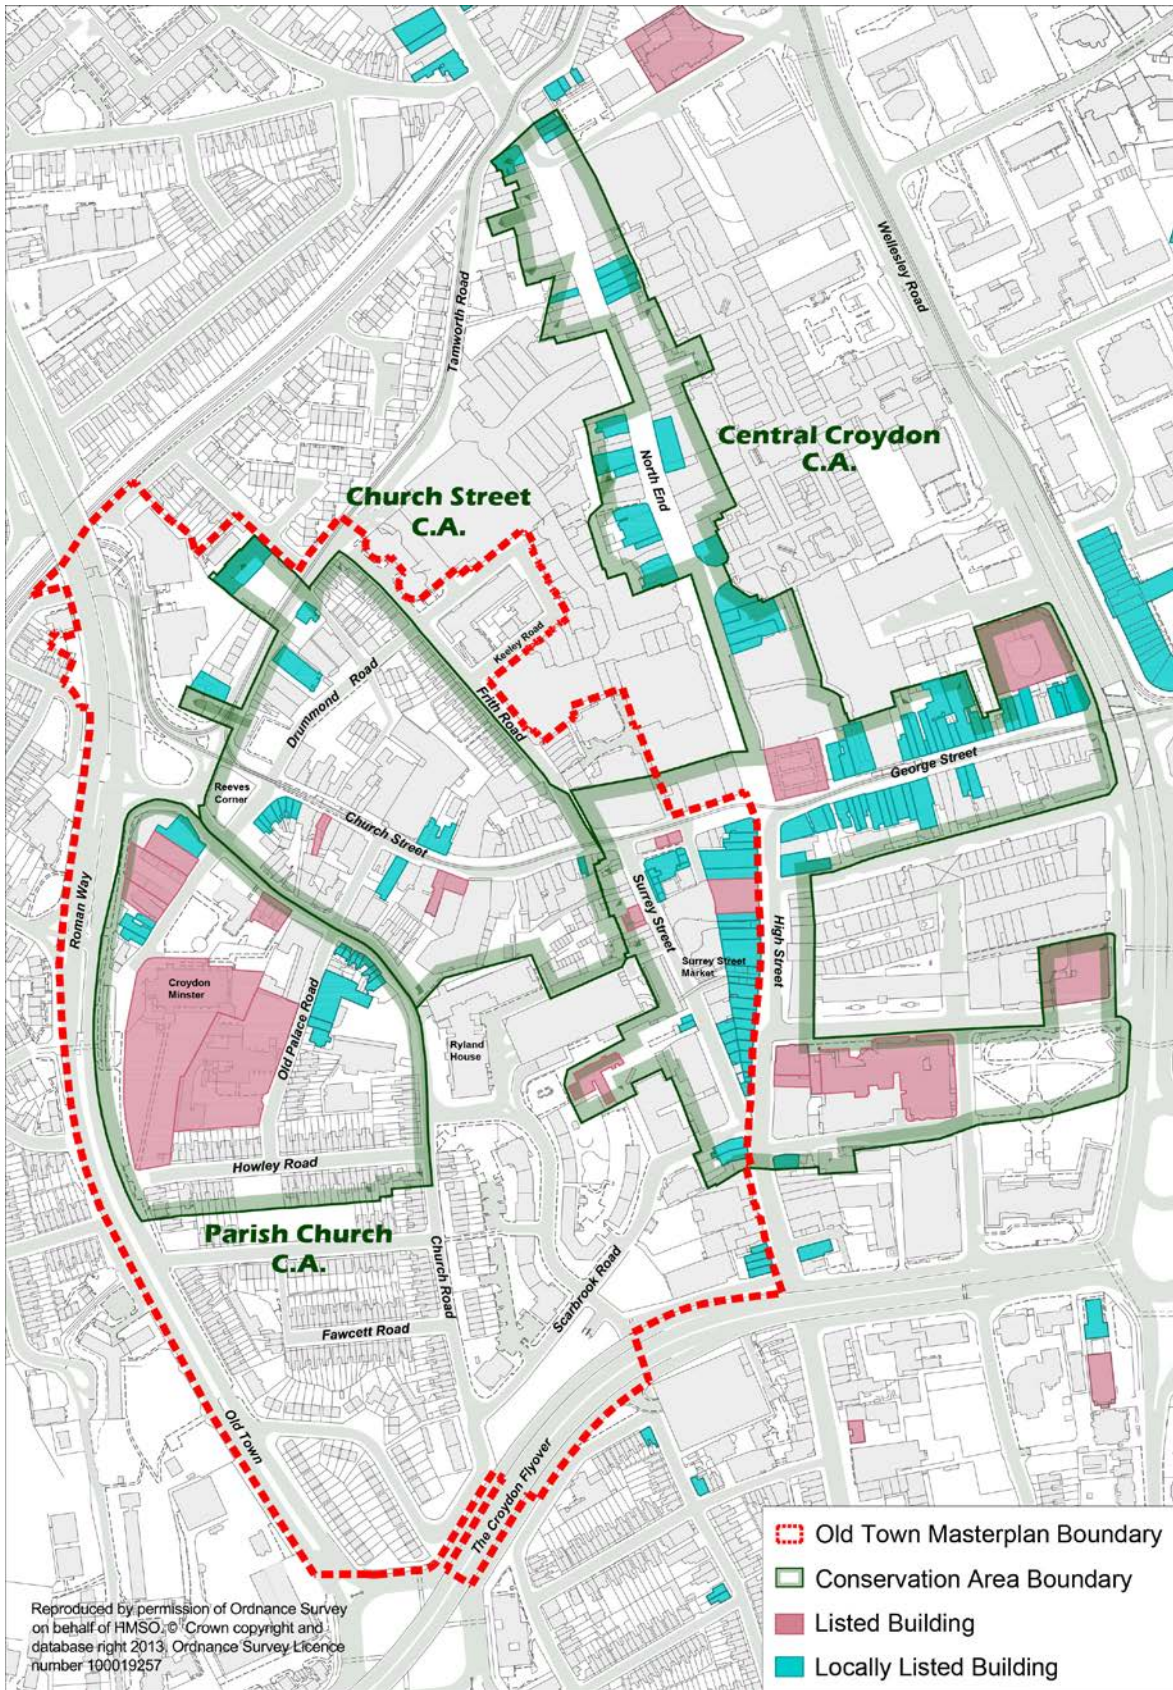 Wellesley Road
Tamworth Road
Central Croydon
C.A.
North End
Church Street
C.A.
Keeley Road
Drummond Road
Frith Road
George Street
Reeves
Corner
Church Street
Surrey Street
High Street
Roman Way
Surrey Street
Market
Croydon
Minster
Old Palace Road
Ryland
House
Howley Road
Parish Church
C.A.
Church Road
Scarbrook Road
Fawcett Road
Old Town
The Croydon Flyover
Old Town Masterplan Boundary
Conservation Area Boundary
Listed Building
Locally Listed Building
Reproduced by permission of Ordnance Survey
on behalf of HMSO. © Crown copyright and
database right 2013. Ordnance Survey Licence
number 100019257